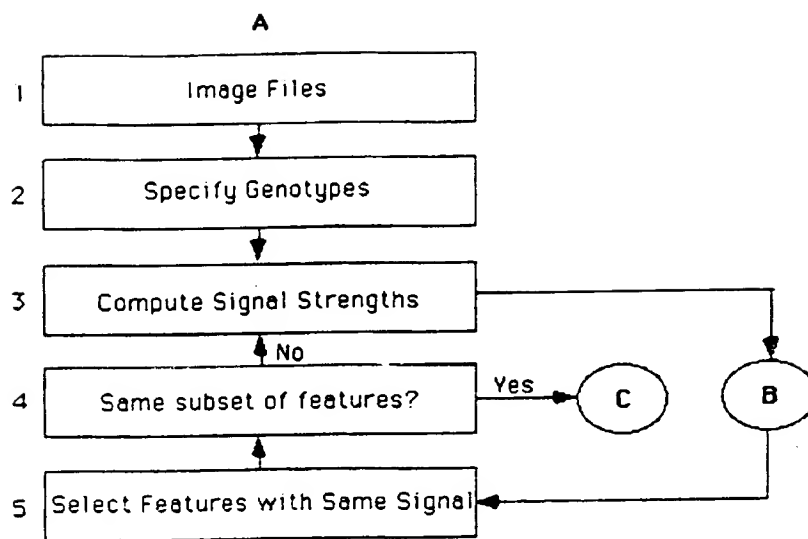 A
1 Image Files
2 Specify Genotypes
3 Compute Signal Strengths
No
4 Same subset of features? Yes C B
5 Select Features with Same Signal